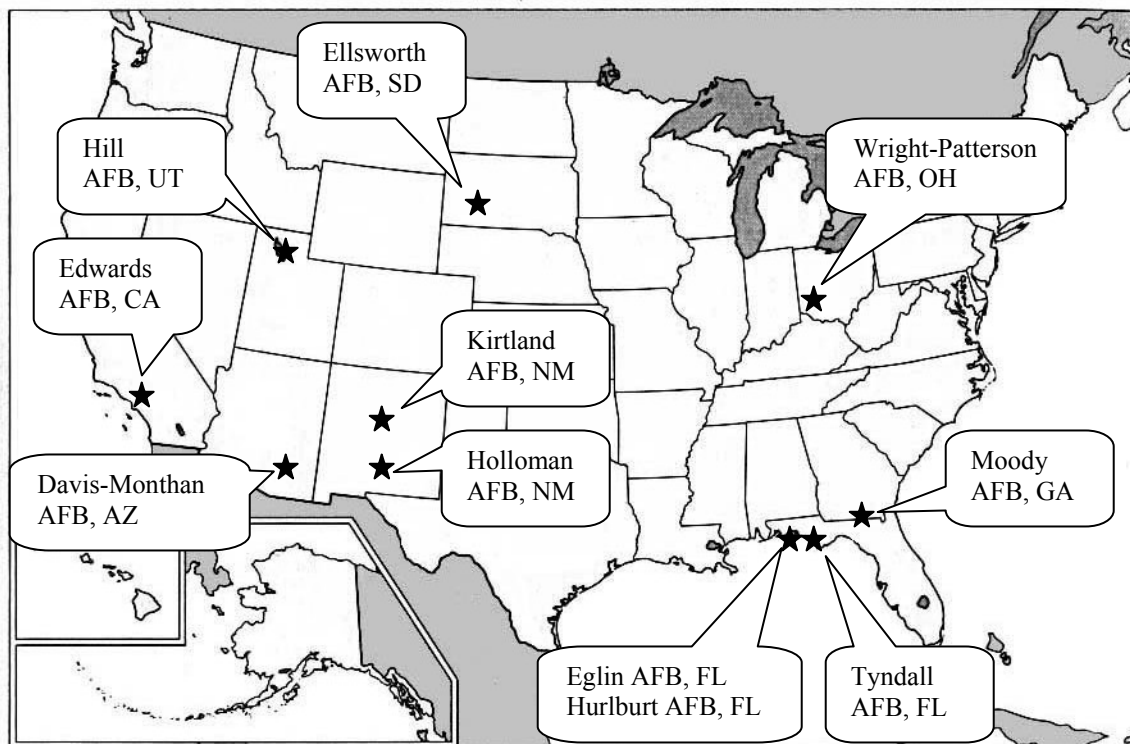 Ellsworth
AFB, SD
Hill
AFB, UT
Wright-Patterson
AFB, OH
Edwards
AFB, CA
Kirtland
AFB, NM
Holloman
AFB, NM
Davis-Monthan
AFB, AZ
Moody
AFB, GA
Eglin AFB, FL
Hurlburt AFB, FL
Tyndall
AFB, FL